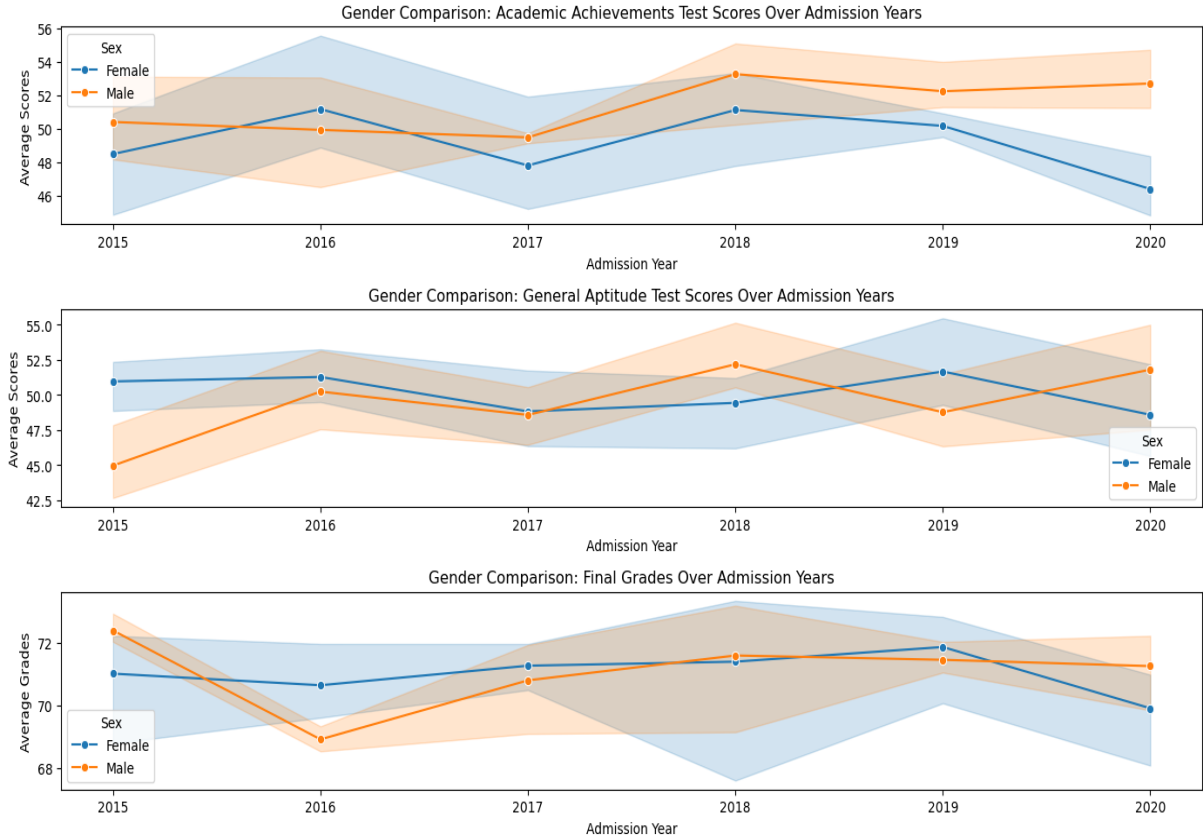 Gender Comparison: Academic Achievements Test Scores Over Admission Years
Average Scores
56
54
52
50
48
46
Sex
Female
Male
2015 2016 2017 2018 2019 2020
Admission Year
Gender Comparison: General Aptitude Test Scores Over Admission Years
Average Scores
55.0
52.5
50.0
47.5
45.0
42.5
Sex
Female
Male
2015 2016 2017 2018 2019 2020
Admission Year
Gender Comparison: Final Grades Over Admission Years
Average Grades
72
70
68
Sex
Female
Male
2015 2016 2017 2018 2019 2020
Admission Year